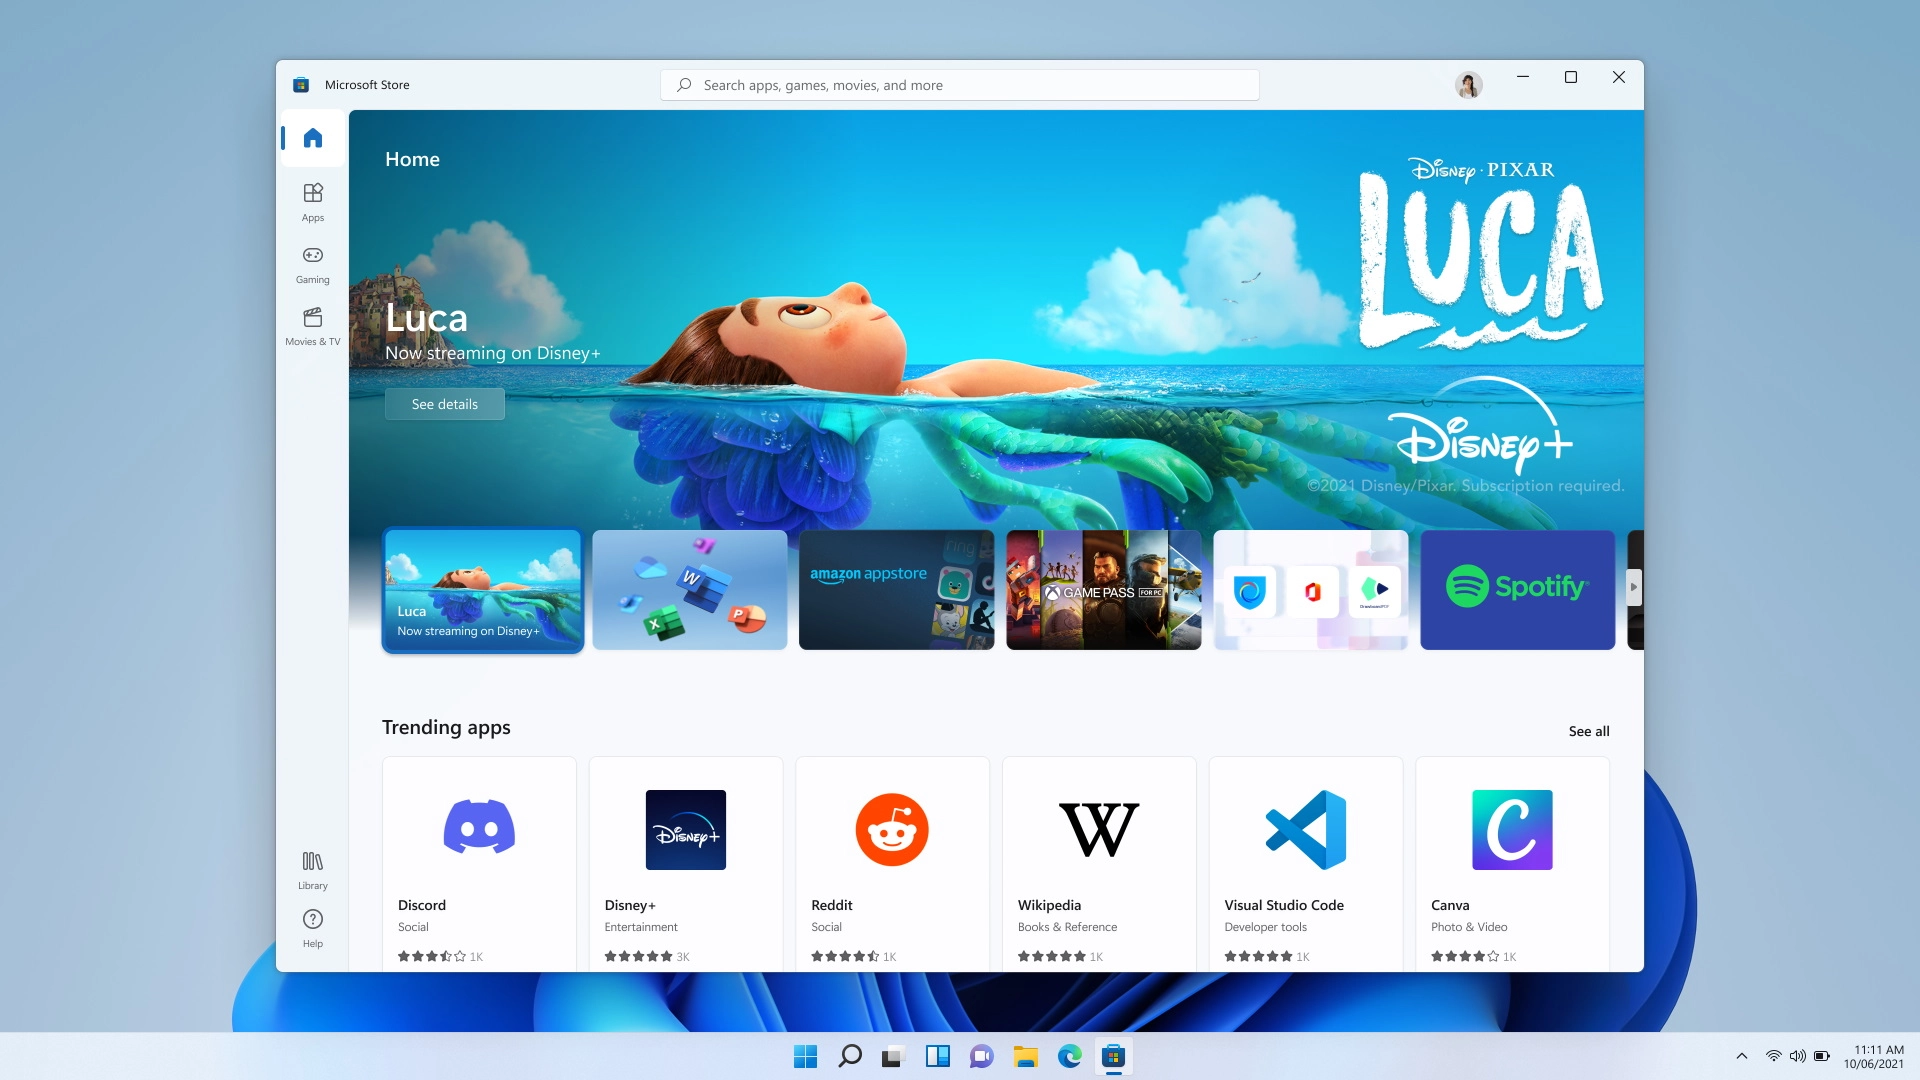 Microsoft Store
Search apps, games, movies, and more
Home
Apps
Gaming
Movies & TV
Library
Help
Disney · PIXAR
LUCA
Luca
Now streaming on Disney+
See details
Disney+
©2021 Disney/Pixar. Subscription required.
Luca
Now streaming on Disney+
W
X
P
amazon appstore
ring
GAME PASS FOR PC
Spotify
Trending apps
See all
Disney+
W
C
Discord
Social
1K
Disney+
Entertainment
3K
Reddit
Social
1K
Wikipedia
Books & Reference
1K
Visual Studio Code
Developer tools
1K
Canva
Photo & Video
1K
11:11 AM
10/06/2021